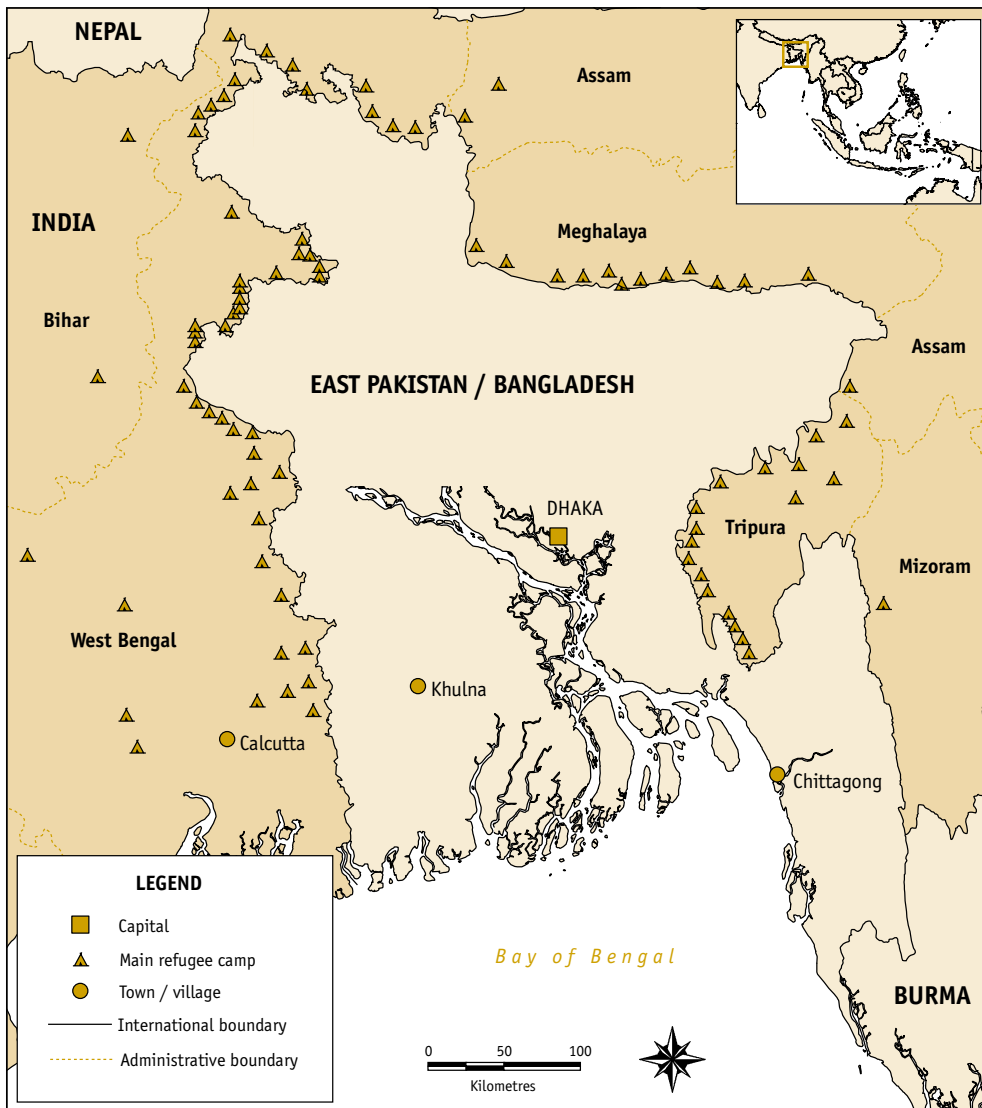 NEPAL
Assam
INDIA
Meghalaya
Bihar
Assam
EAST PAKISTAN / BANGLADESH
DHAKA
Tripura
Mizoram
West Bengal
Khulna
Calcutta
Chittagong
LEGEND
Capital
Main refugee camp
Town / village
International boundary
Administrative boundary
Bay of Bengal
BURMA
0 50 100
Kilometres